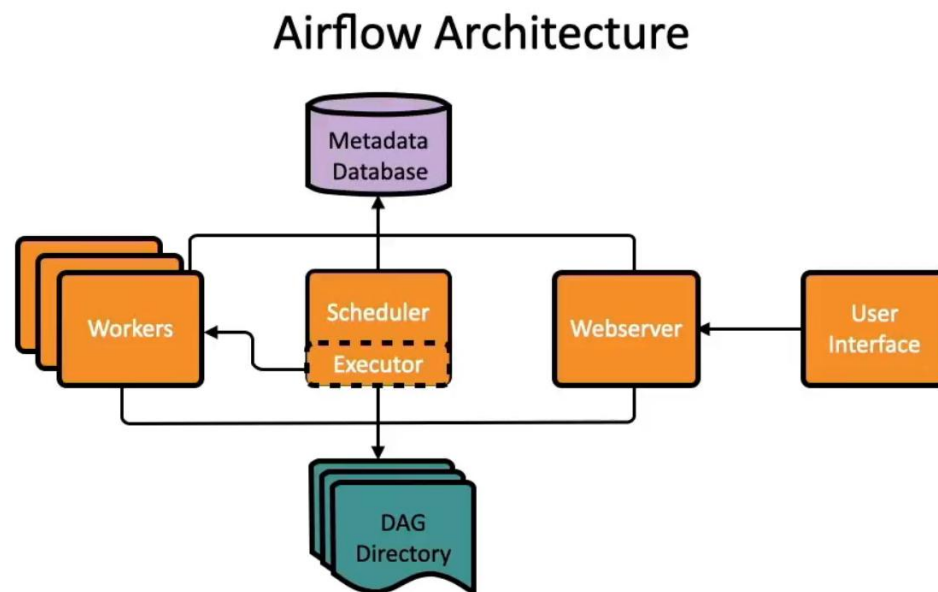 Airflow Architecture
Metadata
Database
Workers
Scheduler
Executor
Webserver
User
Interface
DAG
Directory